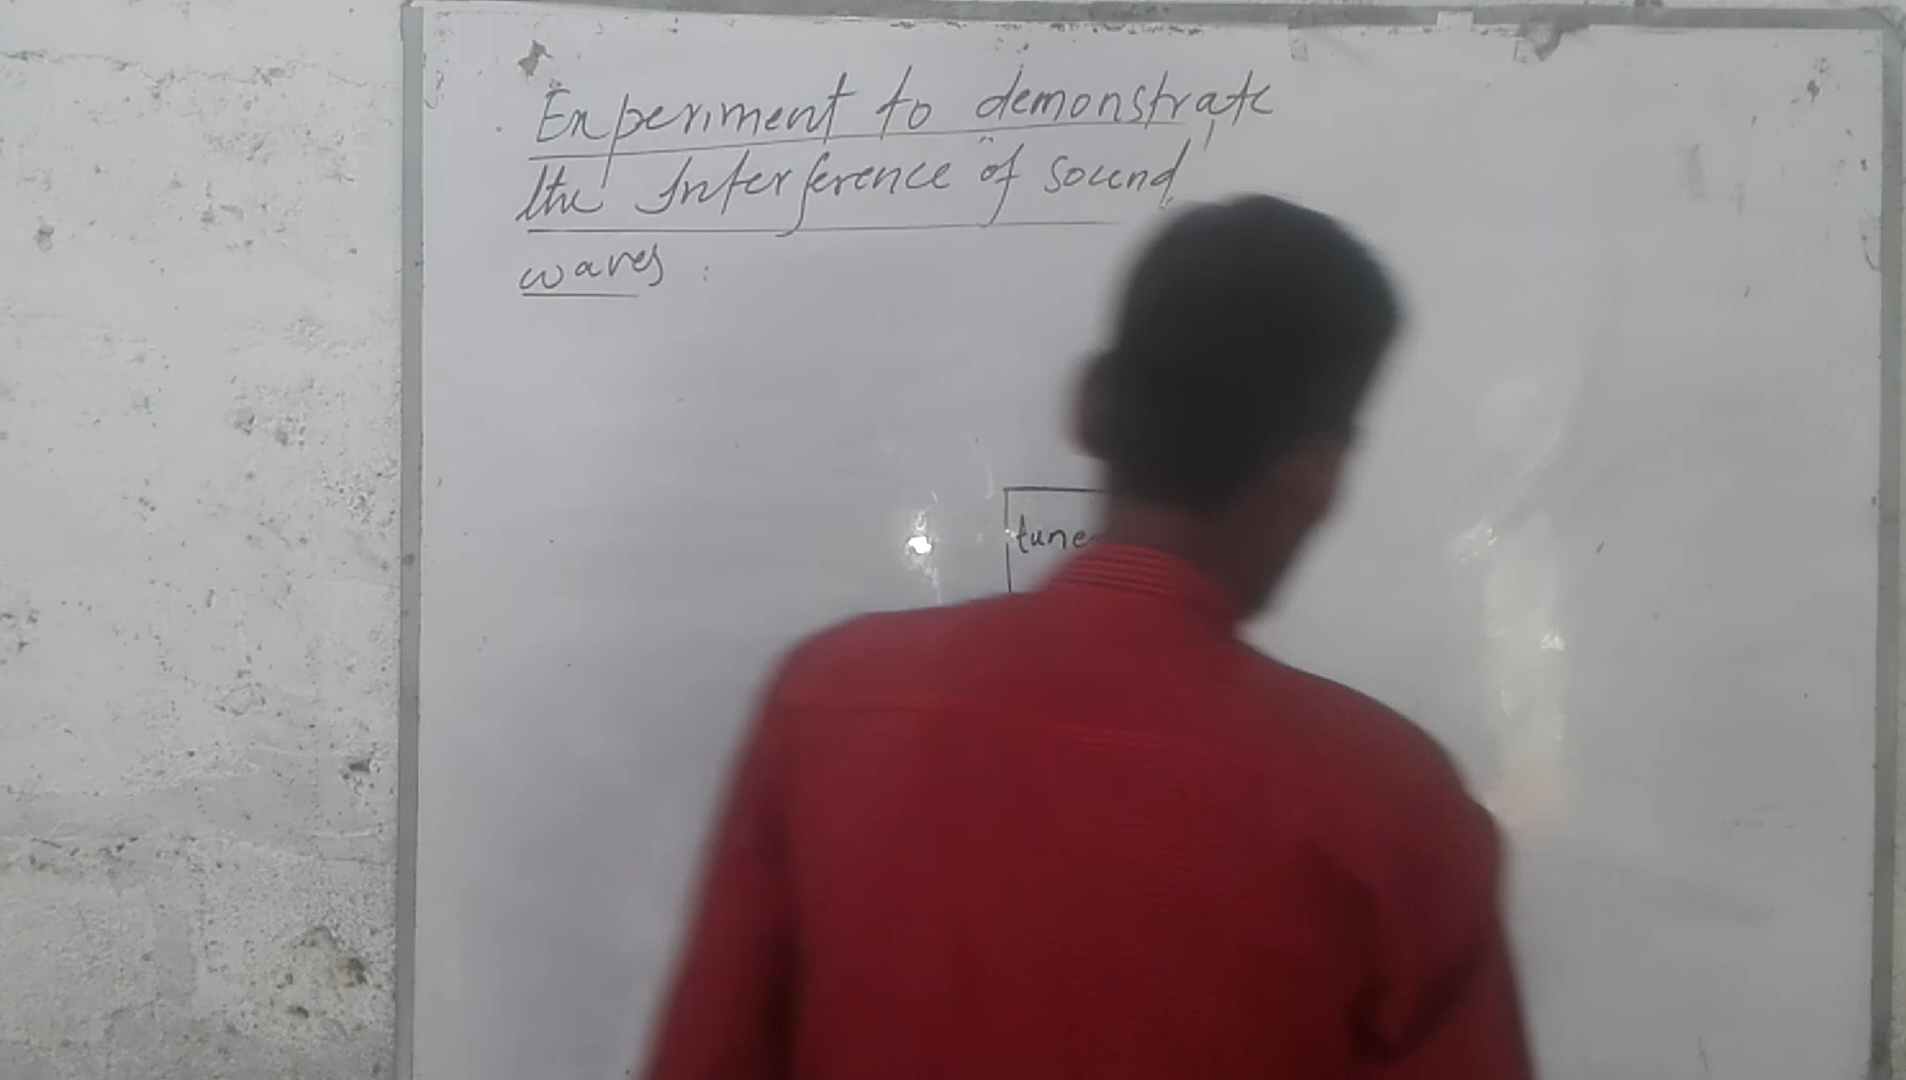 Experiment to demonstrate
the Interference of sound
waves :
tune